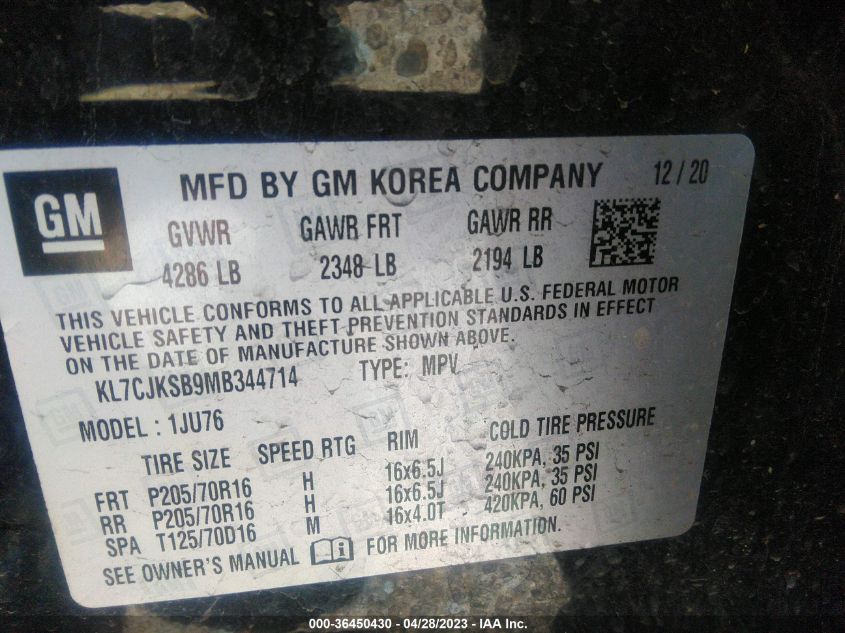 GM
MFD BY GM KOREA COMPANY 12 / 20
GVWR GAWR FRT GAWR RR
4286 LB 2348 LB 2194 LB
THIS VEHICLE CONFORMS TO ALL APPLICABLE U.S. FEDERAL MOTOR
VEHICLE SAFETY AND THEFT PREVENTION STANDARDS IN EFFECT
ON THE DATE OF MANUFACTURE SHOWN ABOVE.
KL7CJKSB9MB344714 TYPE: MPV
MODEL : 1JU76
TIRE SIZE SPEED RTG RIM COLD TIRE PRESSURE
FRT P205/70R16 H 16x6.5J 240KPA, 35 PSI
RR P205/70R16 H 16x6.5J 240KPA, 35 PSI
SPA T125/70D16 M 16x4.0T 420KPA, 60 PSI
SEE OWNER'S MANUAL FOR MORE INFORMATION.
000-36450430 - 04/28/2023 - IAA Inc.